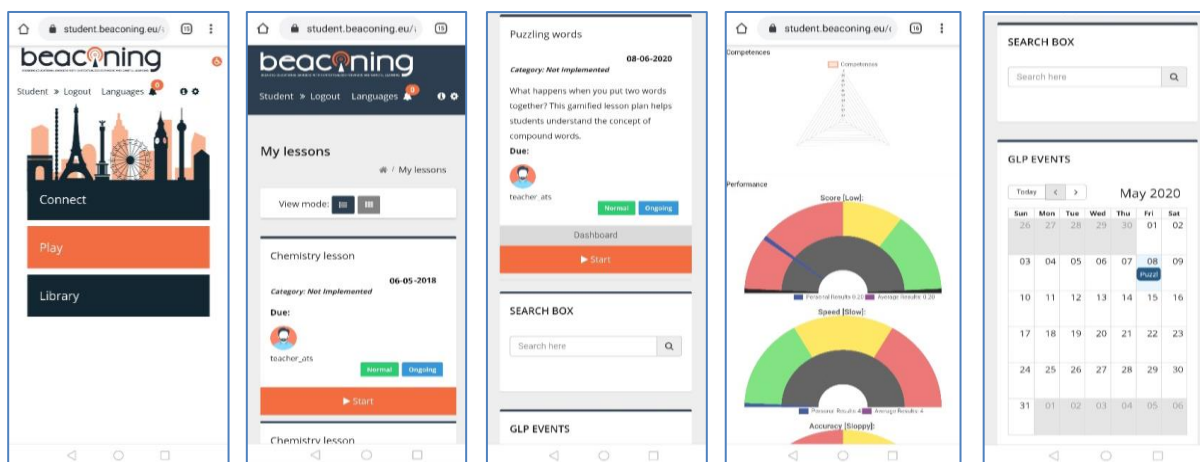 student.beaconing.eu/
15
beaconing
Student » Logout Languages 0
Connect
Play
Library
student.beaconing.eu/
15
beaconing
Student » Logout Languages 0
My lessons
/ My lessons
View mode:
Chemistry lesson
06-05-2018
Category: Not Implemented
Due:
teacher_ats
Normal Ongoing
Start
Chemistry lesson
Puzzling words
08-06-2020
Category: Not Implemented
What happens when you put two words
together? This gamified lesson plan helps
students understand the concept of
compound words.
Due:
teacher_ats
Normal Ongoing
Dashboard
Start
SEARCH BOX
Search here
GLP EVENTS
student.beaconing.eu/
Competences
Competences
Performance
Score [Low]:
Personal Results 0.20 Average Results 0.20
Speed [Slow]:
Personal Results 4 Average Results 4
Accuracy [Sloppy]:
SEARCH BOX
Search here
GLP EVENTS
Today < > May 2020
Sun Mon Tue Wed Thu Fri Sat
26 27 28 29 30 01 02
03 04 05 06 07 08 09
Puzzl
10 11 12 13 14 15 16
17 18 19 20 21 22 23
24 25 26 27 28 29 30
31 01 02 03 04 05 06